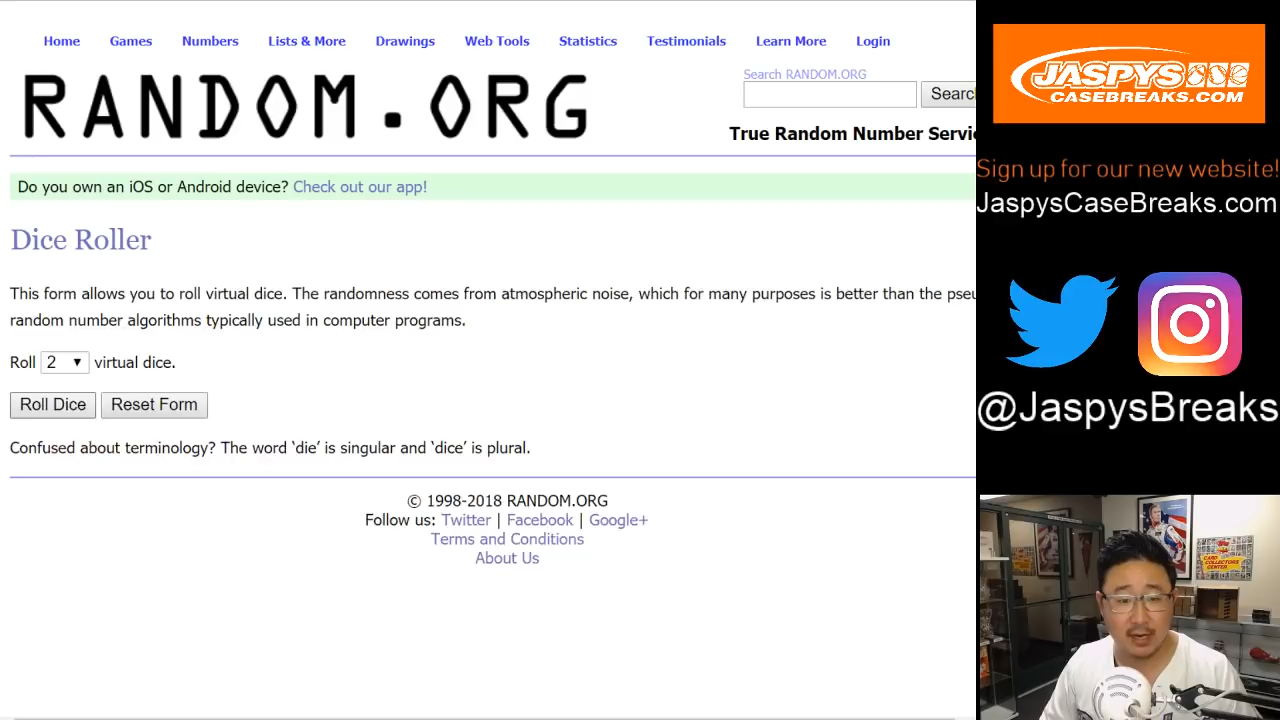 Home Games Numbers Lists & More Drawings Web Tools Statistics Testimonials Learn More Login
RANDOM.ORG
Search RANDOM.ORG
Searc
True Random Number Servi
Do you own an iOS or Android device? Check out our app!
Dice Roller
This form allows you to roll virtual dice. The randomness comes from atmospheric noise, which for many purposes is better than the pseu
random number algorithms typically used in computer programs.
Roll 2 virtual dice.
Roll Dice Reset Form
Confused about terminology? The word ‘die’ is singular and ‘dice’ is plural.
© 1998-2018 RANDOM.ORG
Follow us: Twitter | Facebook | Google+
Terms and Conditions
About Us
JASPYS
CASEBREAKS.COM
Sign up for our new website!
JaspysCaseBreaks.com
@JaspysBreaks
CARD
COLLECTORS
CENTER